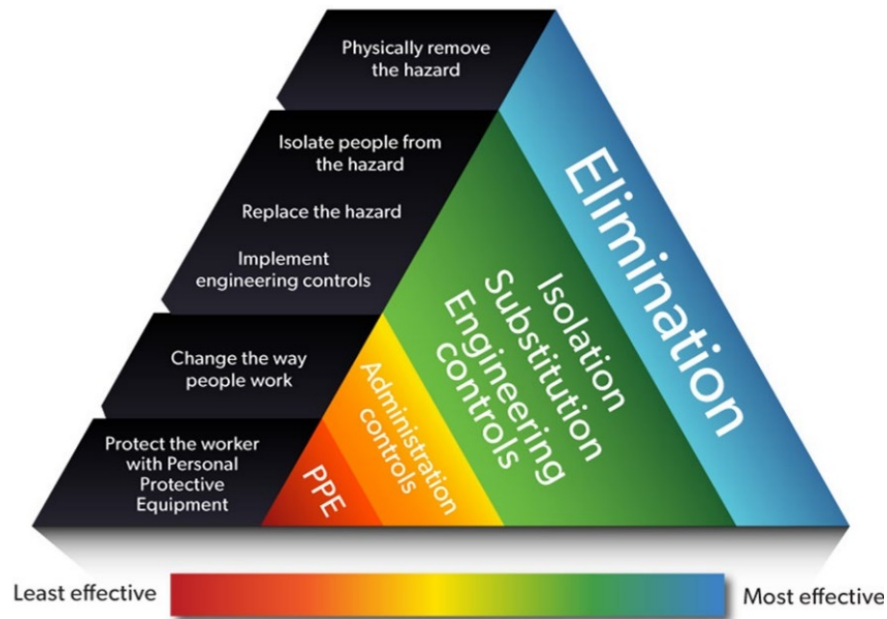 Physically remove
the hazard
Isolate people from
the hazard
Replace the hazard
Implement
engineering controls
Change the way
people work
Protect the worker
with Personal
Protective
Equipment
PPE
Administration
controls
Isolation
Substitution
Engineering
controls
Elimination
Least effective
Most effective